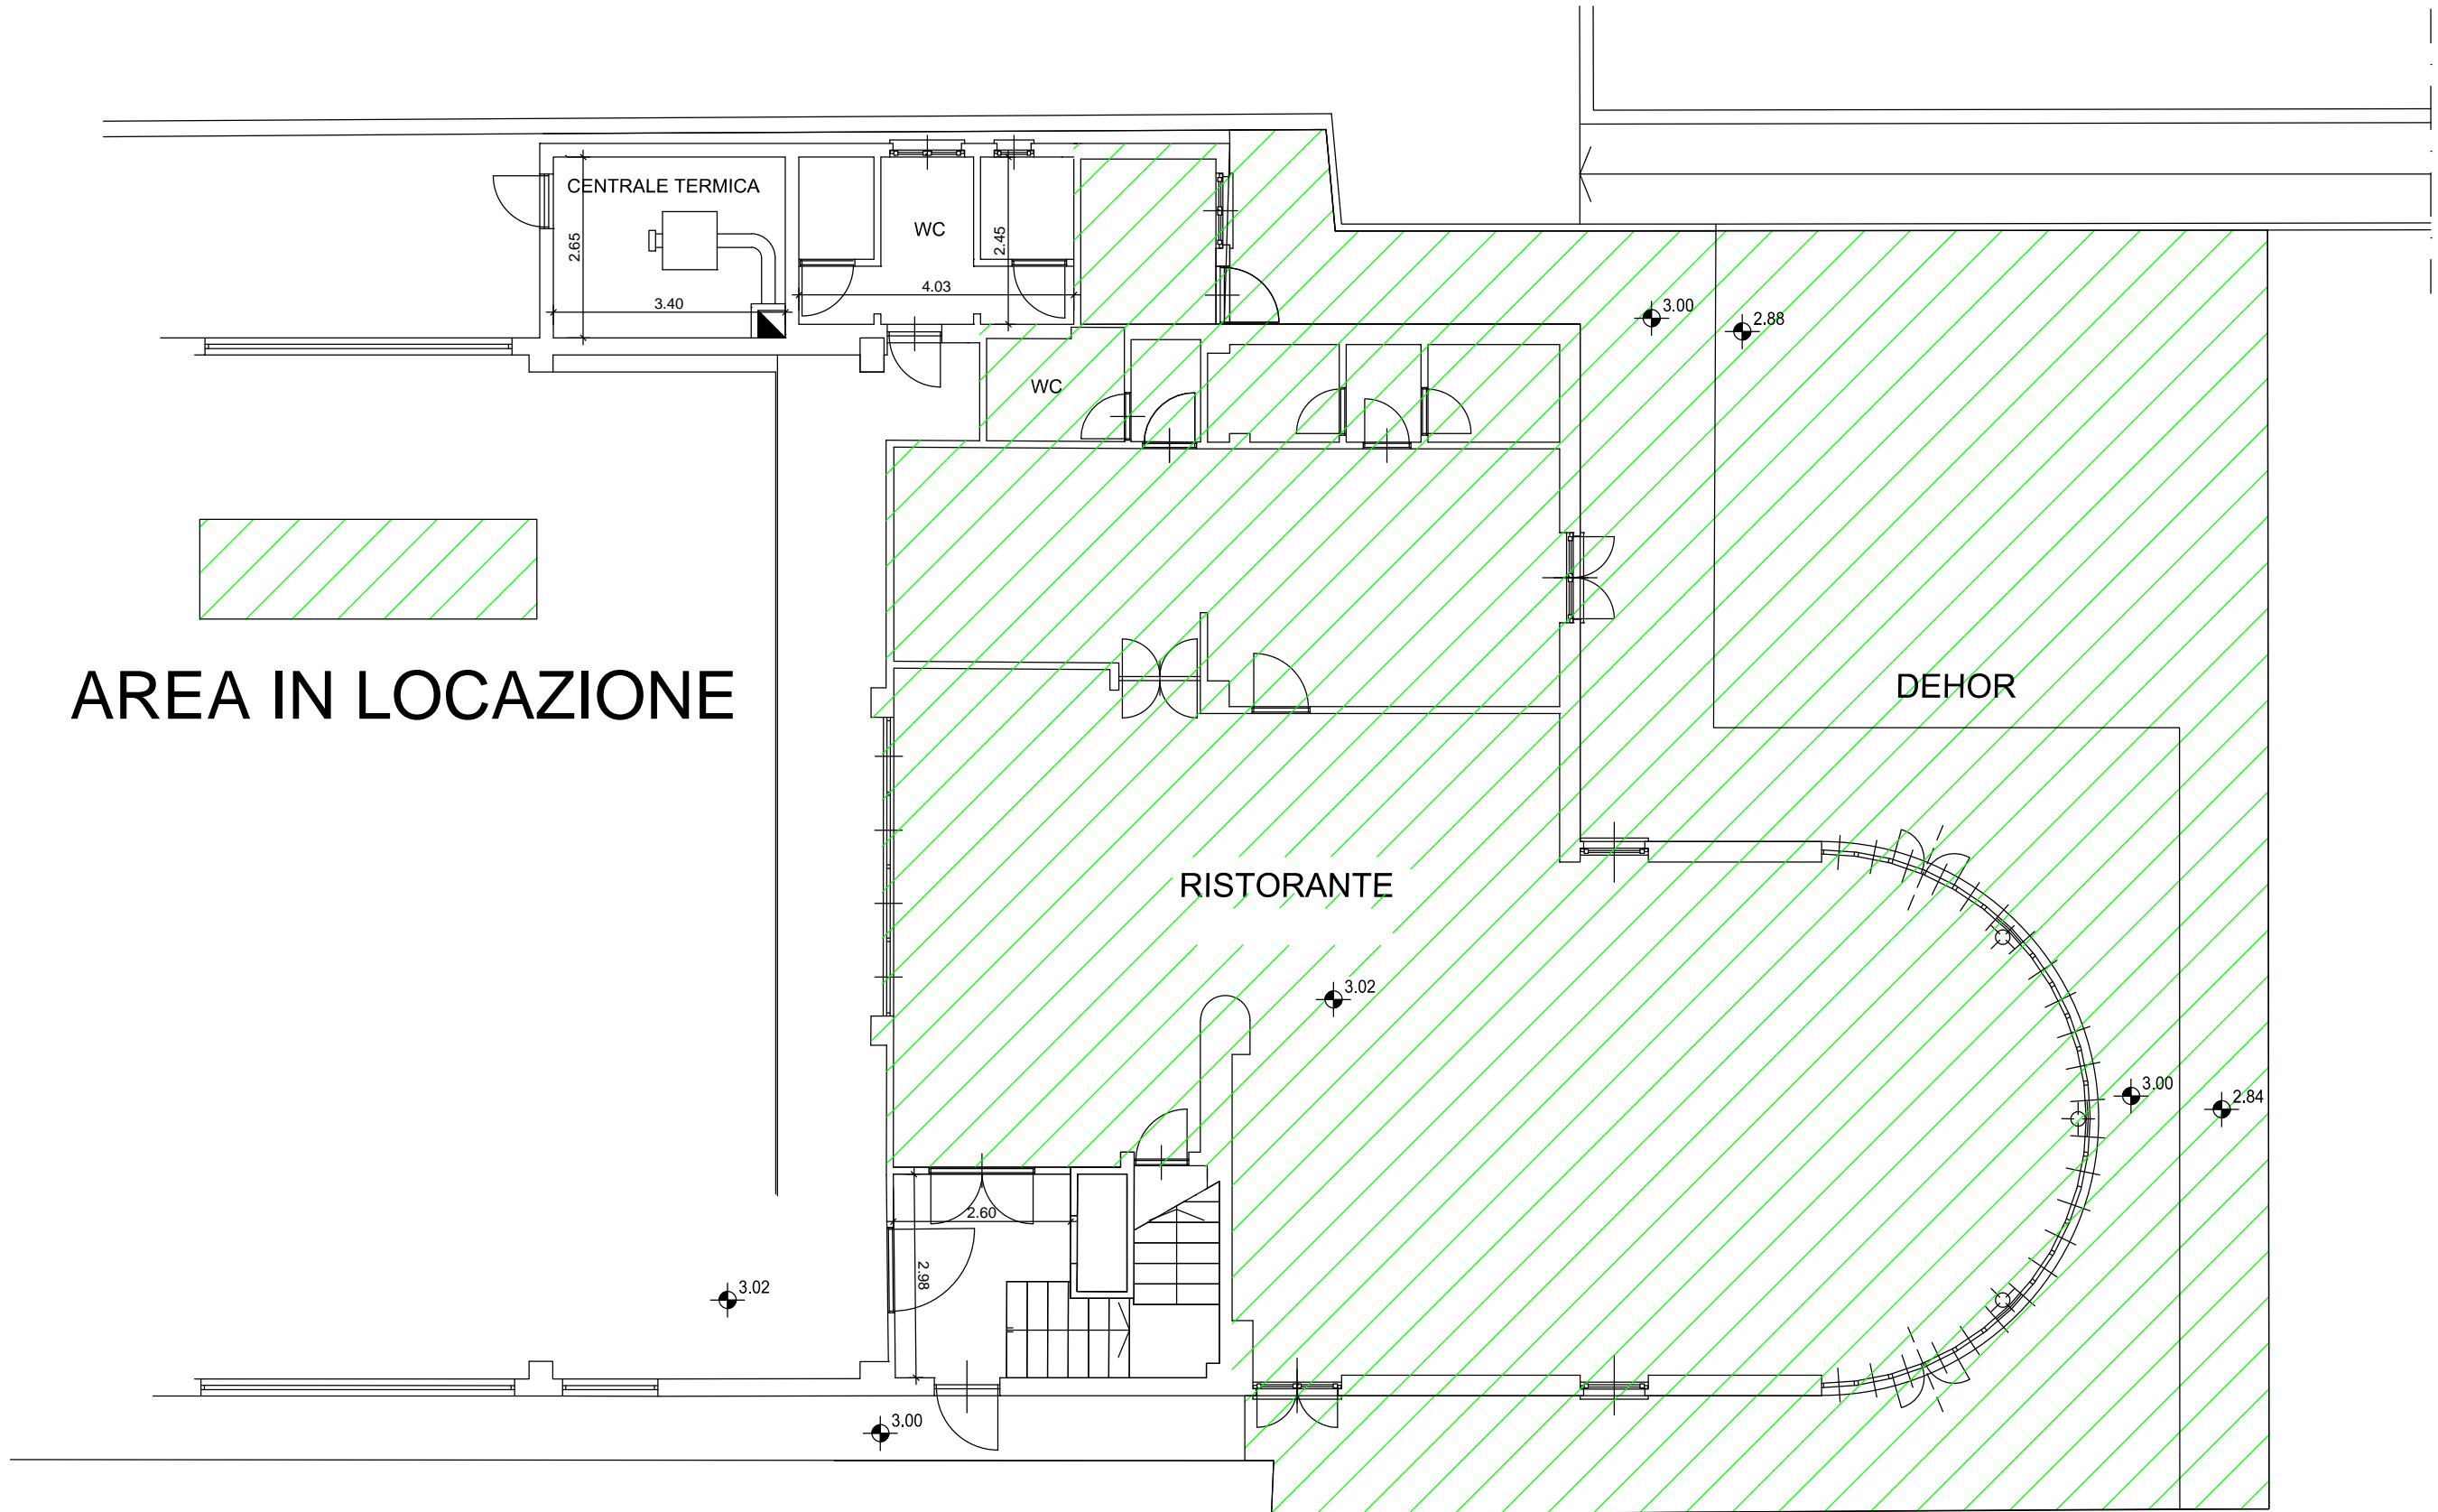 CENTRALE TERMICA
WC
2.65
2.45
4.03
3.40
3.00
2.88
WC
AREA IN LOCAZIONE
DEHOR
RISTORANTE
3.02
3.00
2.84
2.60
2.98
3.02
3.00